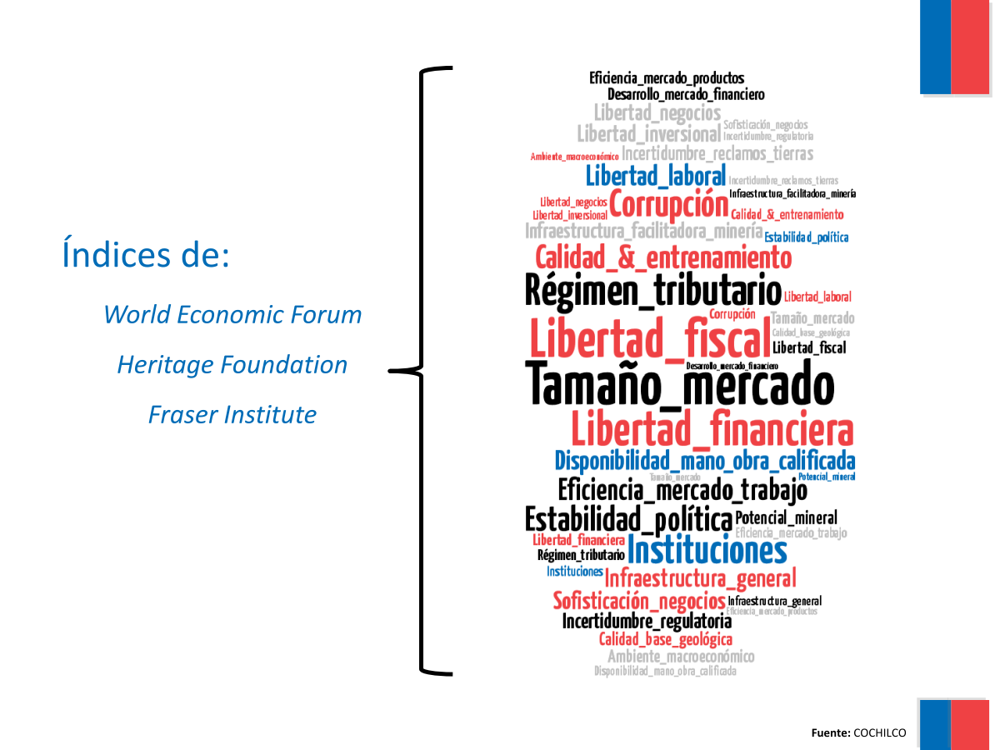 Índices de:
World Economic Forum
Heritage Foundation
Fraser Institute
Eficiencia_mercado_productos
Desarrollo_mercado_financiero
Libertad_negocios
Sofisticación_negocios
Libertad_inversional
Incertidumbre_regulatoria
Ambiente_macroeconómico
Incertidumbre_reclamos_tierras
Libertad_laboral
Incertidumbre_reclamos_tierras
Infraestructura_facilitadora_minería
Libertad_negocios
Corrupción
Libertad_inversional
Calidad_&_entrenamiento
Infraestructura_facilitadora_minería
Estabilidad_política
Calidad_&_entrenamiento
Régimen_tributario
Libertad_laboral
Corrupción
Tamaño_mercado
Libertad_fiscal
Calidad_base_geológica
Libertad_fiscal
Desarrollo_mercado_financiero
Tamaño_mercado
Libertad_financiera
Disponibilidad_mano_obra_calificada
Tamaño_mercado
Potencial_mineral
Eficiencia_mercado_trabajo
Estabilidad_política
Potencial_mineral
Eficiencia_mercado_trabajo
Libertad_financiera
Instituciones
Régimen_tributario
Instituciones
Infraestructura_general
Sofisticación_negocios
Infraestructura_general
Eficiencia_mercado_productos
Incertidumbre_regulatoria
Calidad_base_geológica
Ambiente_macroeconómico
Disponibilidad_mano_obra_calificada
Fuente: COCHILCO